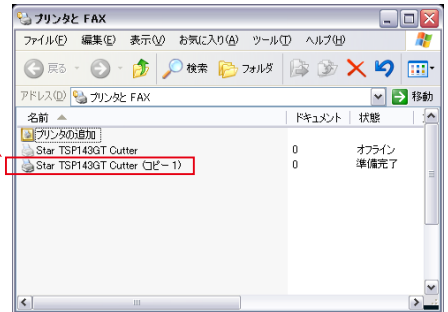 プリンタと FAX
ファイル(F) 編集(E) 表示(V) お気に入り(A) ツール(T) ヘルプ(H)
戻る 検索 フォルダ
アドレス(D) プリンタと FAX 移動
名前 ドキュメント 状態
プリンタの追加
Star TSP143GT Cutter 0 オフライン
Star TSP143GT Cutter (コピー 1) 0 準備完了